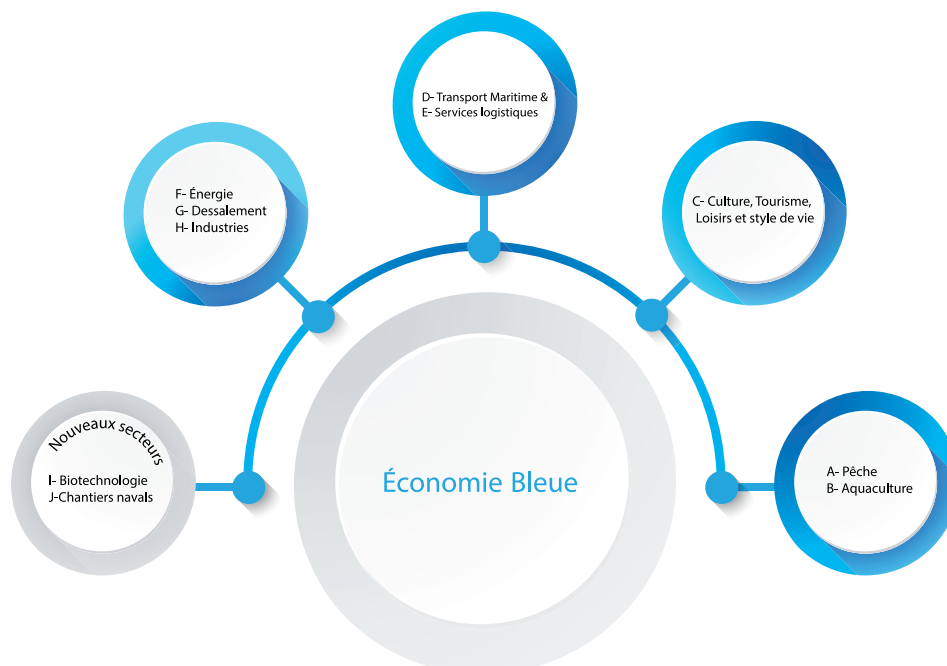 D- Transport Maritime &
E- Services logistiques
F- Énergie
G- Dessalement
H- Industries
C- Culture, Tourisme,
Loisirs et style de vie
Nouveaux secteurs
I- Biotechnologie
J-Chantiers navals
Économie Bleue
A- Pêche
B- Aquaculture